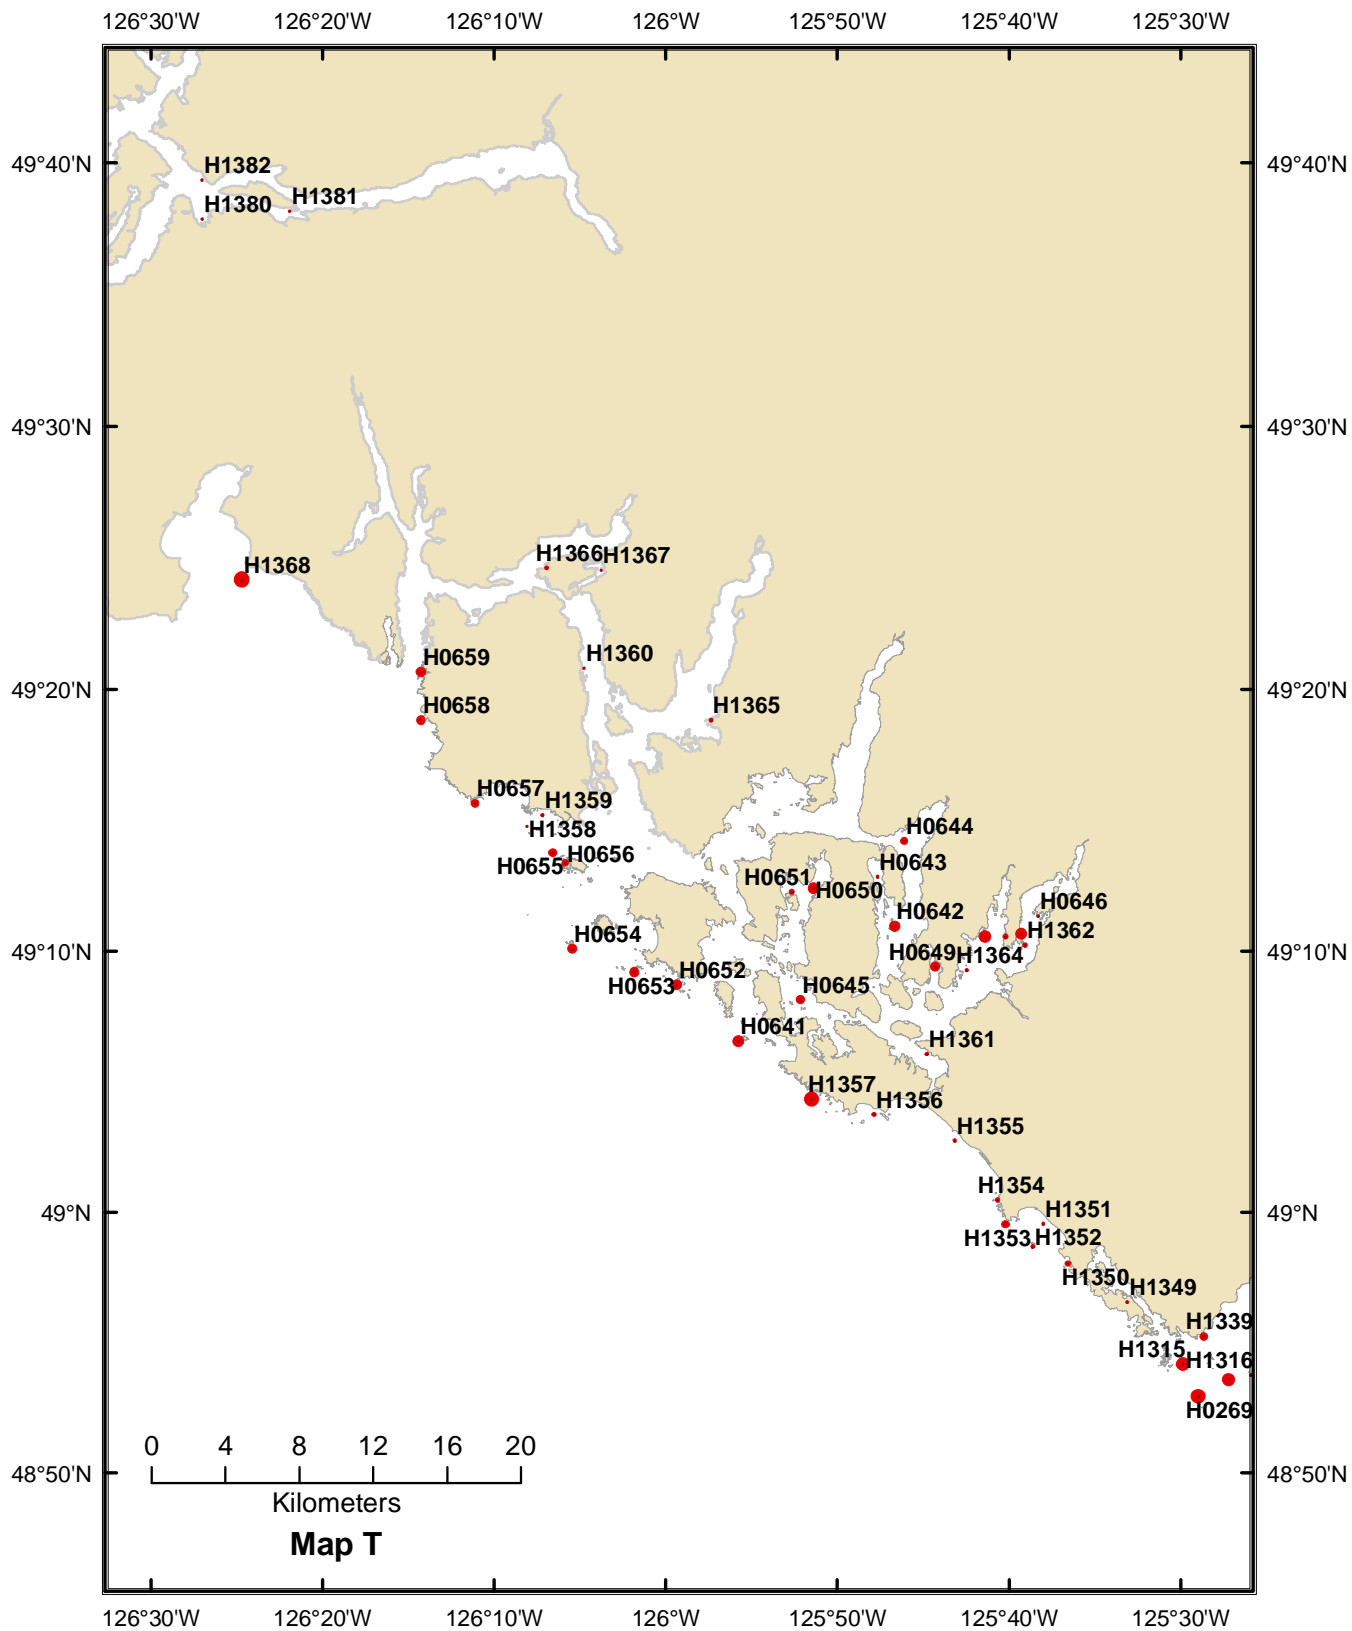 126°30'W 126°20'W 126°10'W 126°W 125°50'W 125°40'W 125°30'W
49°40'N H1382 49°40'N
H1380 H1381
49°30'N 49°30'N
H1368 H1366 H1367
H0659 H1360
49°20'N 49°20'N
H0658 H1365
H0657 H1359
H1358 H0644
H0655 H0656 H0643
H0651 H0650
H0646
H0642
H1362
H0654 49°10'N H0649 H1364 49°10'N
H0653 H0652 H0645
H0641
H1361
H1357 H1356
H1355
H1354
49°N H1351 49°N
H1353 H1352
H1350 H1349
H1339
H1315 H1316
H0269
0 4 8 12 16 20
48°50'N 48°50'N
Kilometers
Map T
126°30'W 126°20'W 126°10'W 126°W 125°50'W 125°40'W 125°30'W